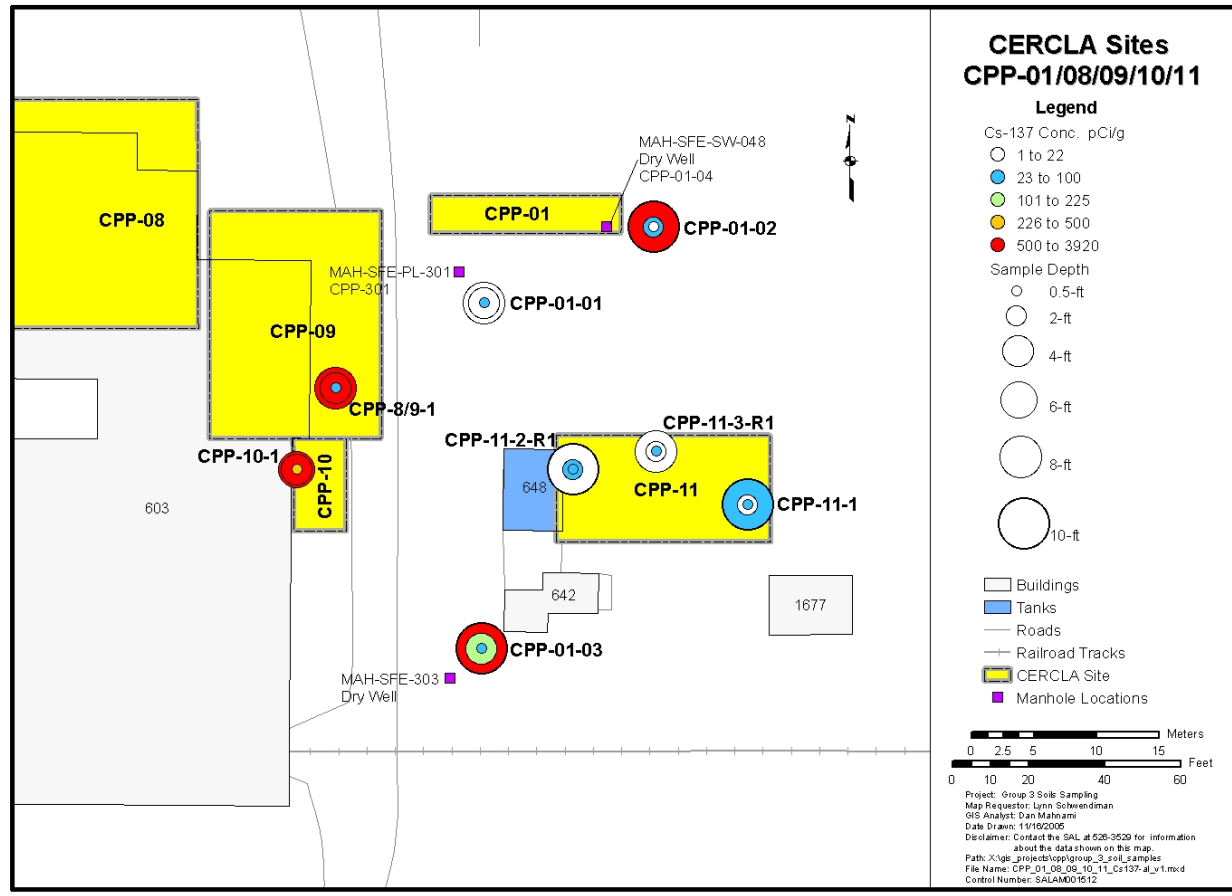 CERCLA Sites
CPP-01/08/09/10/11
Legend
Cs-137 Conc. pCi/g
1 to 22
23 to 100
101 to 225
226 to 500
500 to 3920
Sample Depth
0.5-ft
2-ft
4-ft
6-ft
8-ft
10-ft
Buildings
Tanks
Roads
Railroad Tracks
CERCLA Site
Manhole Locations
Meters
0 2.5 5 10 15
Feet
0 10 20 40 60
Project: Group 3 Soils Sampling
Map Requestor: Lynn Schwendiman
GIS Analyst: Dan Mahnami
Date Drawn: 11/16/2005
Disclaimer: Contact the SAL at 526-3529 for information
about the data shown on this map.
Path: X:\gis_projects\cpp\group_3_soil_samples
File Name: CPP_01_08_09_10_11_Cs137-al_v1.mxd
Control Number: SALAM001512
N
MAH-SFE-SW-048
Dry Well
CPP-01-04
CPP-08
CPP-01
CPP-01-02
MAH-SFE-PL-301
CPP-301
CPP-01-01
CPP-09
CPP-8/9-1
CPP-11-3-R1
CPP-11-2-R1
CPP-10-1
CPP-10
648
CPP-11
CPP-11-1
603
642
1677
CPP-01-03
MAH-SFE-303
Dry Well